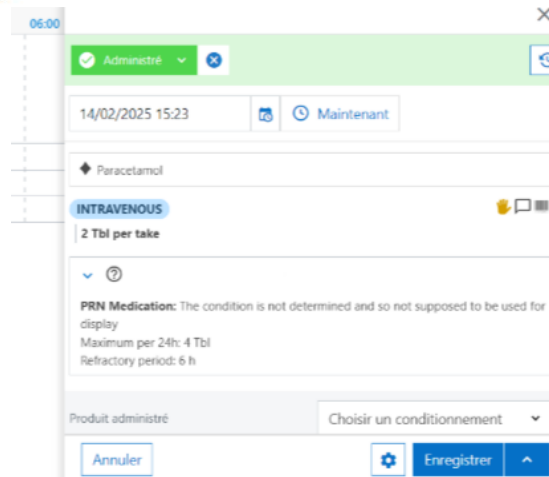 06:00
Administré
14/02/2025 15:23
Maintenant
Paracetamol
INTRAVENOUS
2 Tbl per take
PRN Medication: The condition is not determined and so not supposed to be used for
display
Maximum per 24h: 4 Tbl
Refractory period: 6 h
Produit administré
Choisir un conditionnement
Annuler
Enregistrer